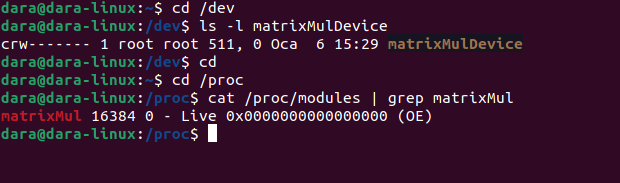 dara@dara-linux:~$ cd /dev
dara@dara-linux:/dev$ ls -l matrixMulDevice
crw------- 1 root root 511, 0 Oca  6 15:29 matrixMulDevice
dara@dara-linux:/dev$ cd
dara@dara-linux:~$ cd /proc
dara@dara-linux:/proc$ cat /proc/modules | grep matrixMul
matrixMul 16384 0 - Live 0x0000000000000000 (OE)
dara@dara-linux:/proc$